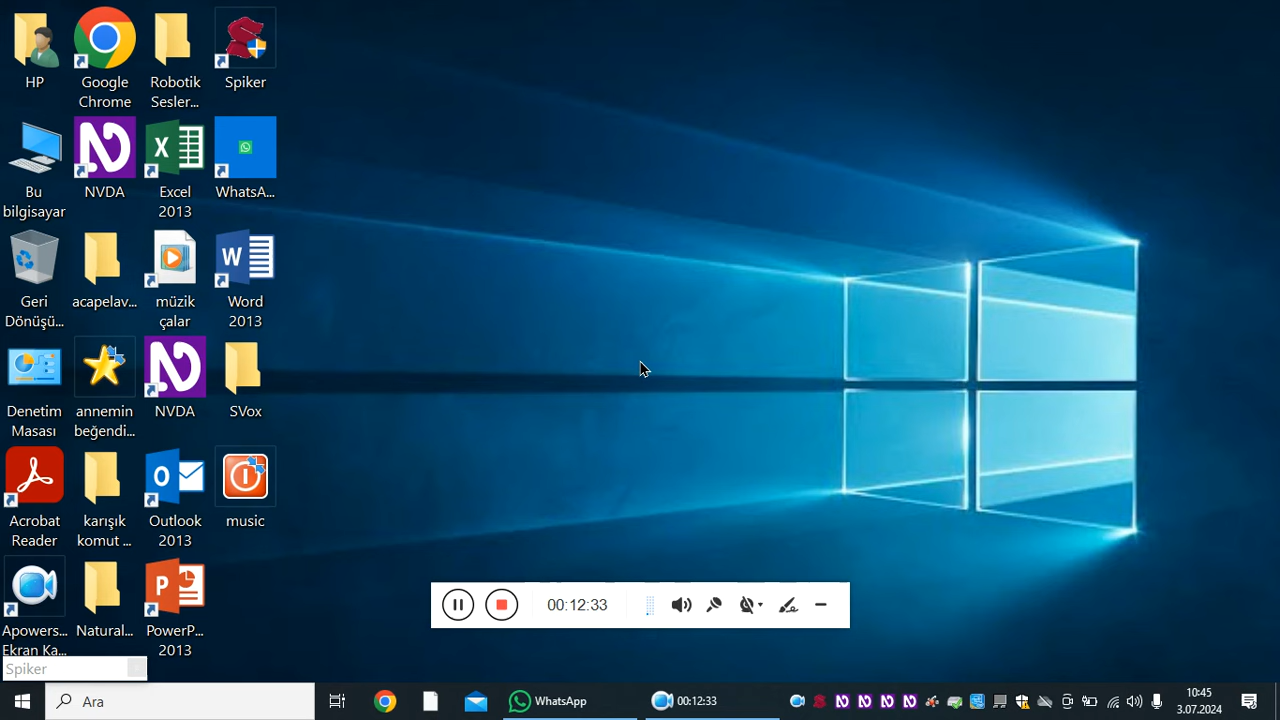 HP
Google
Chrome
Robotik
Sesler...
Spiker
Bu
bilgisayar
NVDA
Excel
2013
WhatsA...
Geri
Dönüşü...
acapelav...
müzik
çalar
Word
2013
Denetim
Masası
annemin
beğendi...
NVDA
SVox
Acrobat
Reader
karışık
komut ...
Outlook
2013
music
Apowers...
Ekran Ka...
Natural...
PowerP...
2013
00:12:33
Spiker
Ara
WhatsApp
00:12:33
10:45
3.07.2024